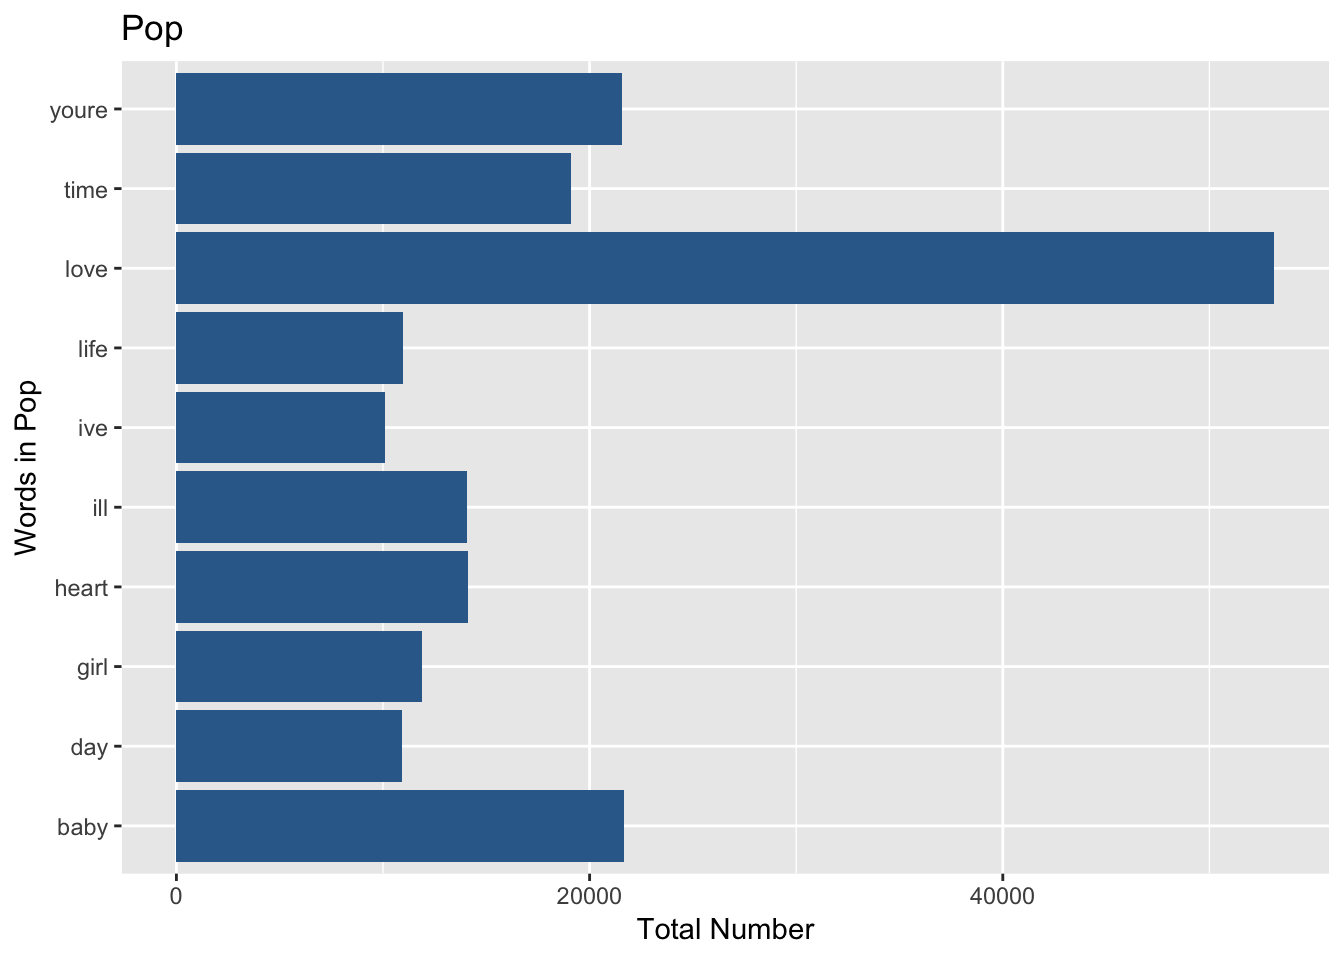 Pop
Words in Pop
youre
time
love
life
ive
ill
heart
girl
day
baby
0 20000 40000
Total Number